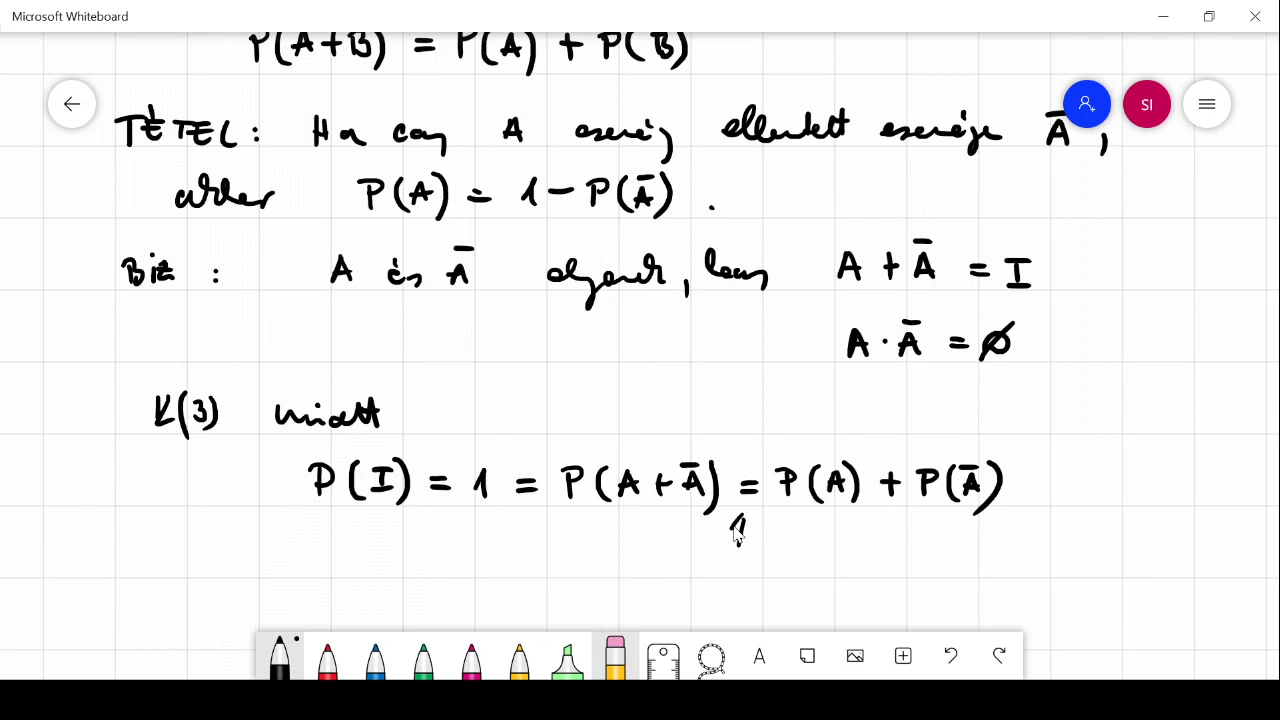 Microsoft Whiteboard
P(A+B) = P(A) + P(B)
SI
TÉTEL: Ha egy A esemény ellentett eseménye Ā,
akkor P(A) = 1 - P(Ā).
Biz: A és Ā olyanok, hogy A + Ā = I
A · Ā = ∅
K(3) miatt
P(I) = 1 = P(A + Ā) = P(A) + P(Ā)
A